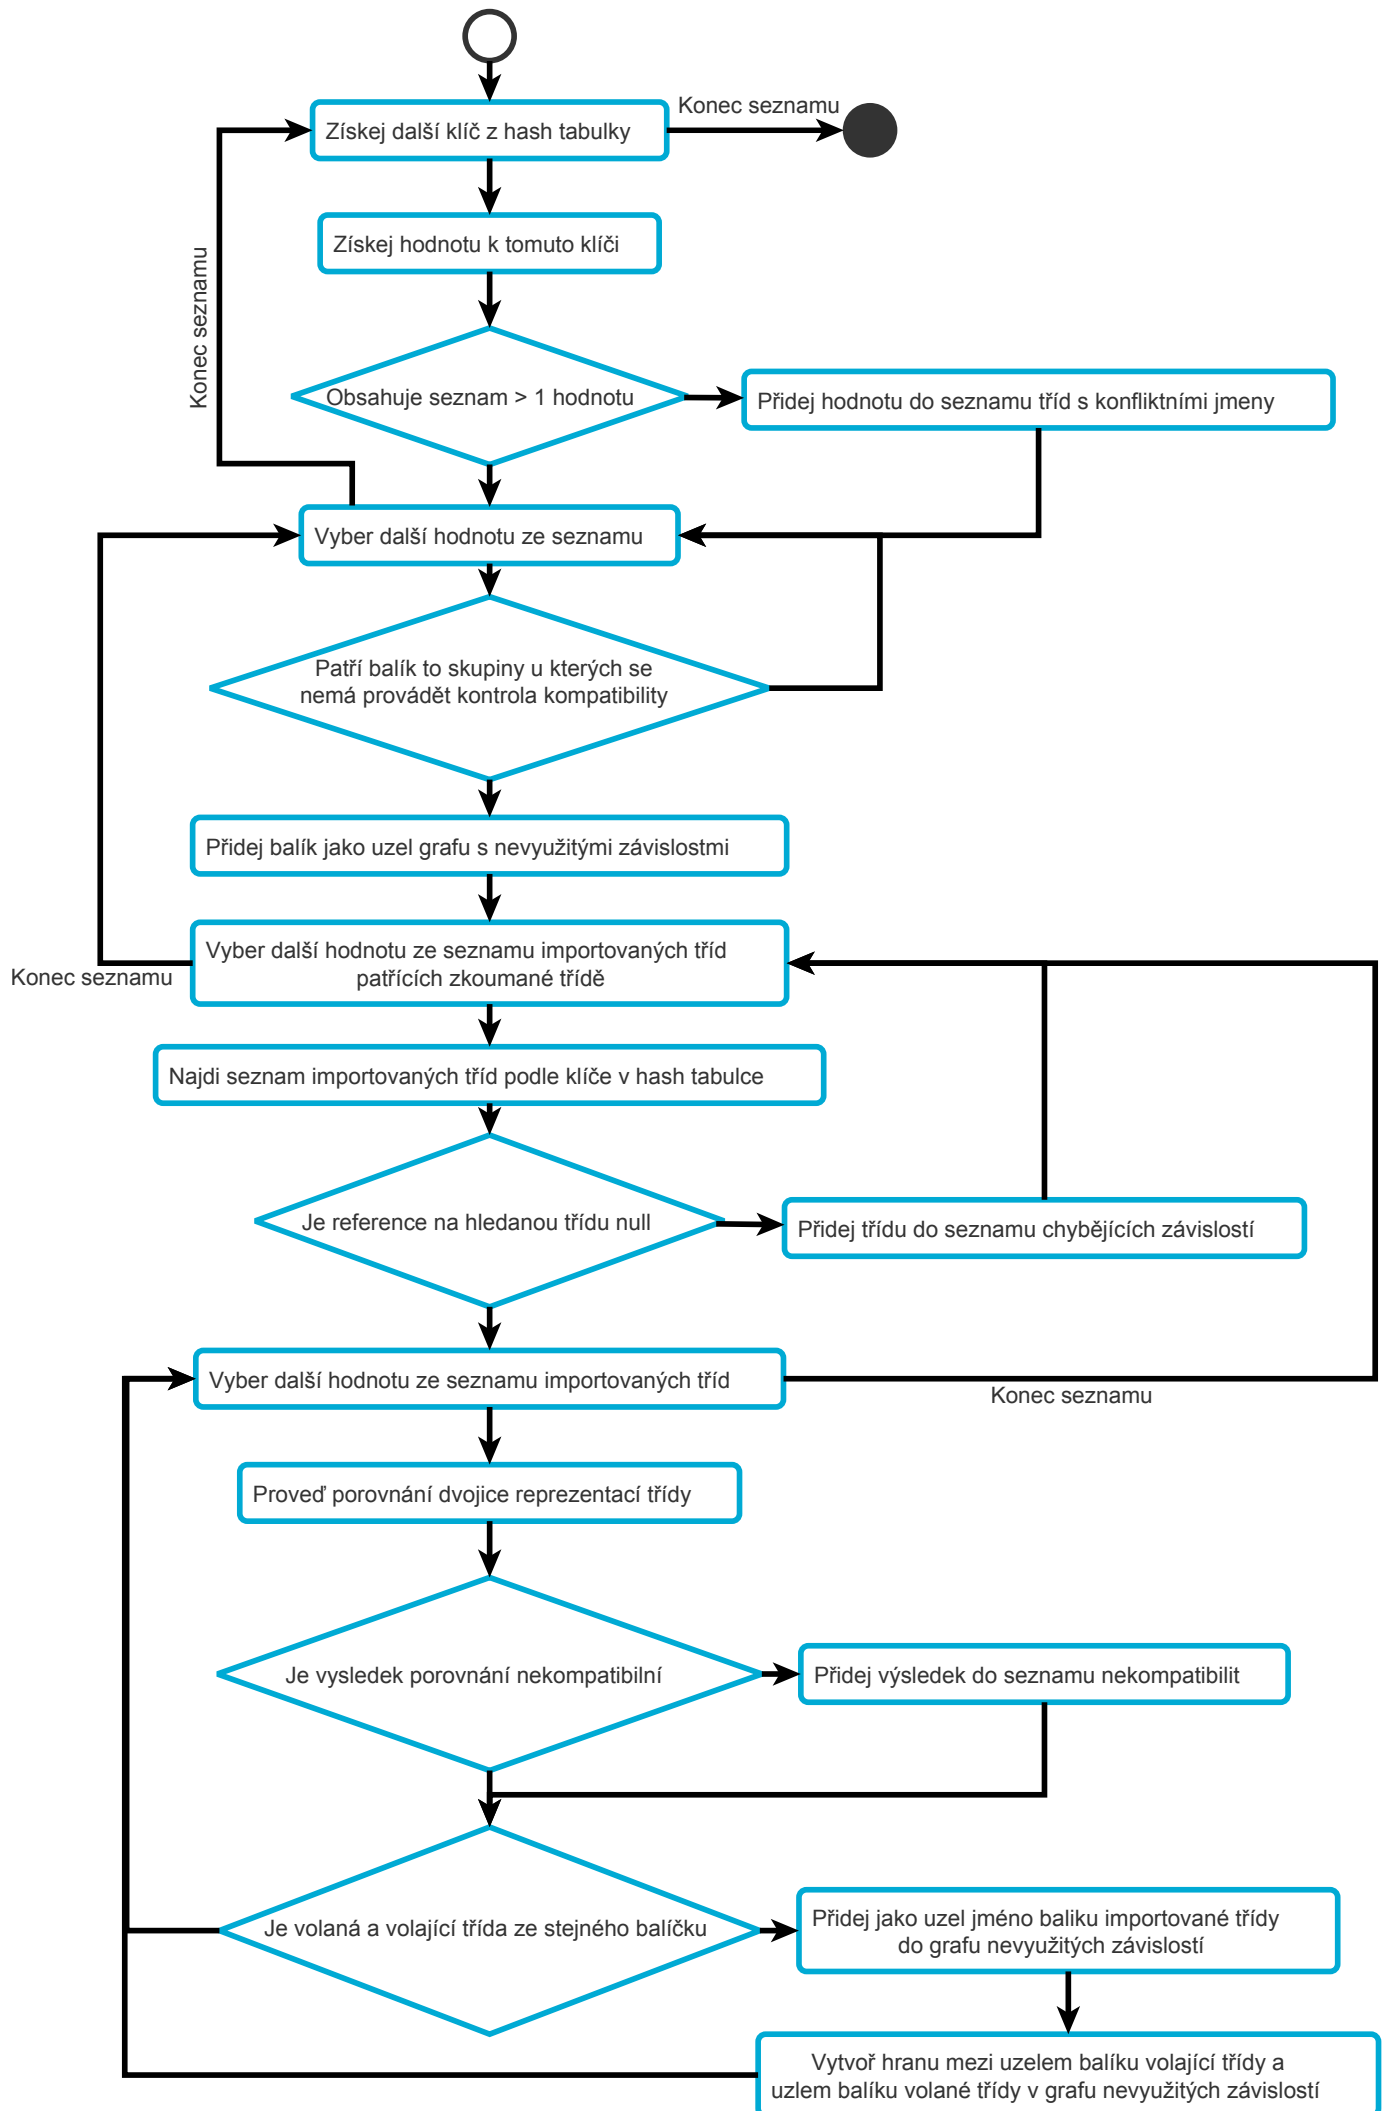 Konec seznamu
Získej další klíč z hash tabulky
Získej hodnotu k tomuto klíči
Konec seznamu
Obsahuje seznam > 1 hodnotu
Přidej hodnotu do seznamu tříd s konfliktními jmeny
Vyber další hodnotu ze seznamu
Patří balík to skupiny u kterých se
nemá provádět kontrola kompatibility
Přidej balík jako uzel grafu s nevyužitými závislostmi
Vyber další hodnotu ze seznamu importovaných tříd
patřících zkoumané třídě
Konec seznamu
Najdi seznam importovaných tříd podle klíče v hash tabulce
Je reference na hledanou třídu null
Přidej třídu do seznamu chybějících závislostí
Vyber další hodnotu ze seznamu importovaných tříd
Konec seznamu
Proveď porovnání dvojice reprezentací třídy
Je vysledek porovnání nekompatibilní
Přidej výsledek do seznamu nekompatibilit
Je volaná a volající třída ze stejného balíčku
Přidej jako uzel jméno baliku importované třídy
do grafu nevyužitých závislostí
Vytvoř hranu mezi uzelem balíku volající třídy a
uzlem balíku volané třídy v grafu nevyužitých závislostí